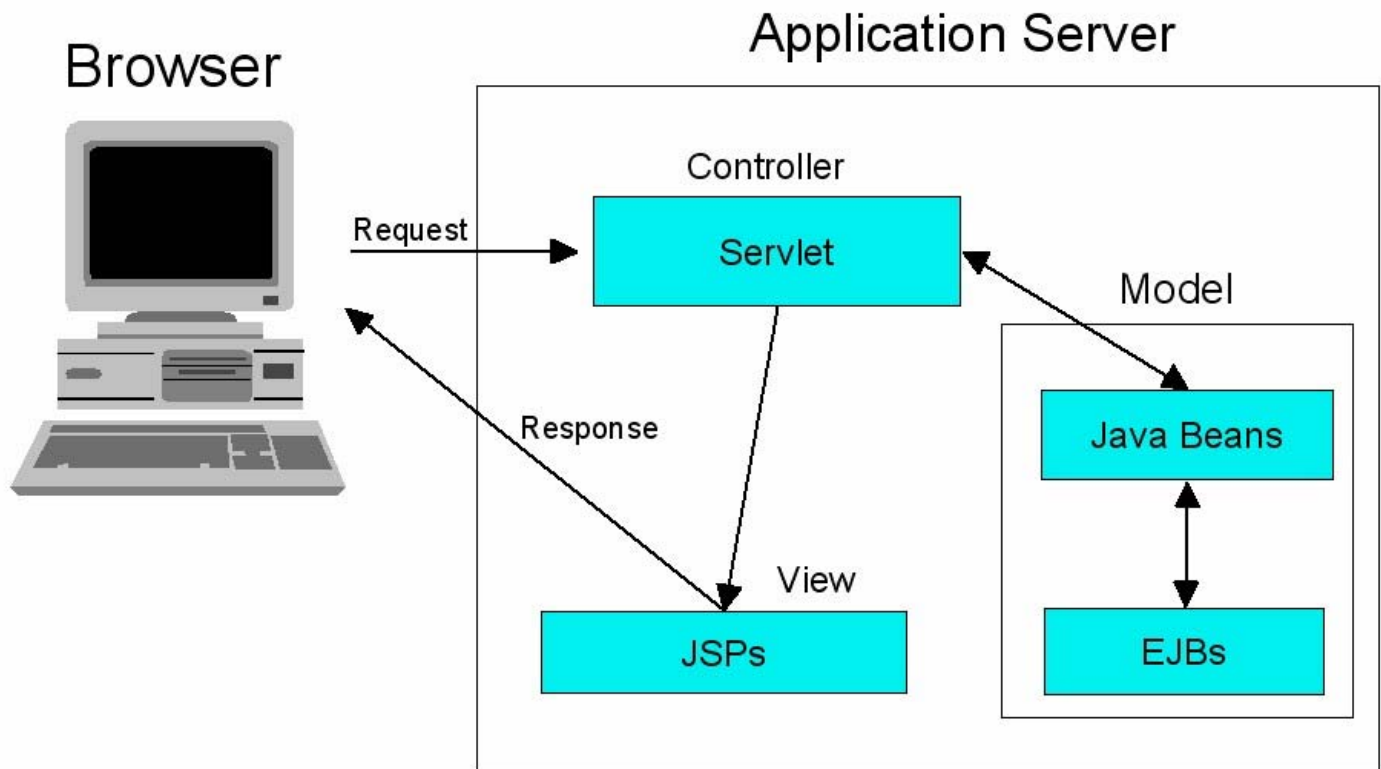 Application Server
Browser
Controller
Request
Servlet
Model
Response
Java Beans
View
JSPs
EJBs